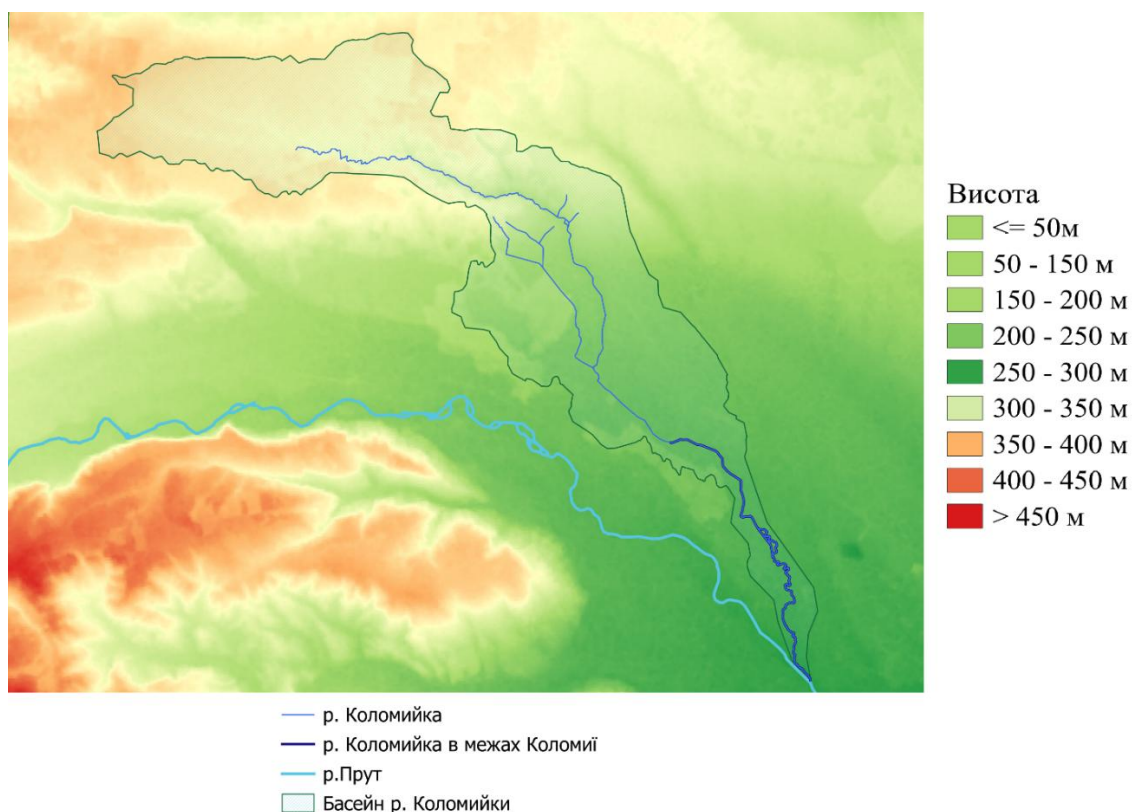 Висота
<= 50м
50 - 150 м
150 - 200 м
200 - 250 м
250 - 300 м
300 - 350 м
350 - 400 м
400 - 450 м
> 450 м
р. Коломийка
р. Коломийка в межах Коломиї
р.Прут
Басейн р. Коломийки